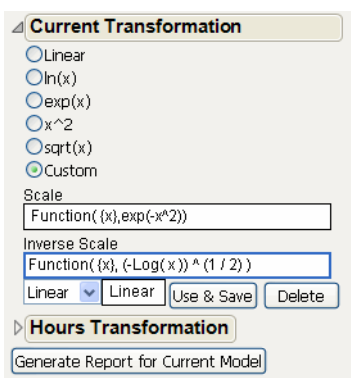 Current Transformation
Linear
ln(x)
exp(x)
x^2
sqrt(x)
Custom
Scale
Function( {x},exp(-x^2))
Inverse Scale
Function( {x}, (-Log( x )) ^ (1 / 2) )
Linear Linear Use & Save Delete
Hours Transformation
Generate Report for Current Model